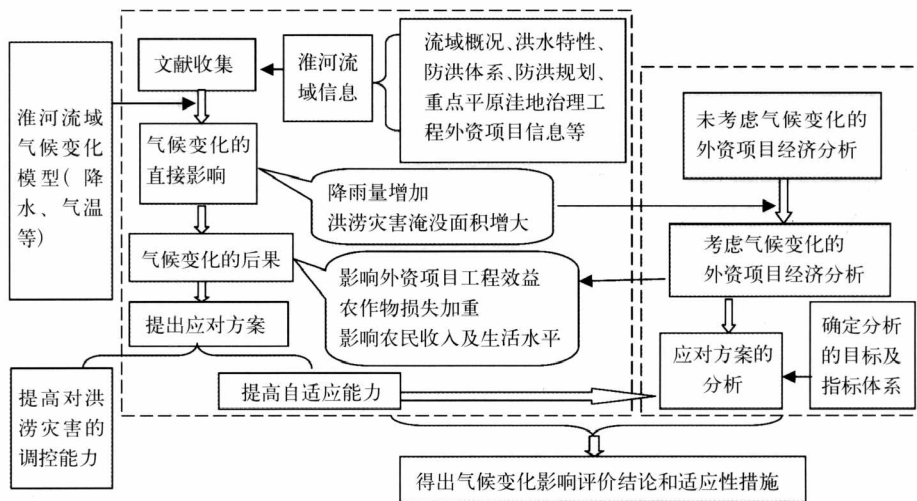 文献收集
淮河流
域信息
流域概况、洪水特性、
防洪体系、防洪规划、
重点平原洼地治理工
程外资项目信息等
淮河流域
气候变化
模型(降
水、气温
等)
气候变化的
直接影响
降雨量增加
洪涝灾害淹没面积增大
未考虑气候变化的
外资项目经济分析
气候变化的后果
影响外资项目工程效益
农作物损失加重
影响农民收入及生活水平
考虑气候变化的
外资项目经济分析
提出应对方案
提高对洪
涝灾害的
调控能力
提高自适应能力
应对方案的
分析
确定分析
的目标及
指标体系
得出气候变化影响评价结论和适应性措施